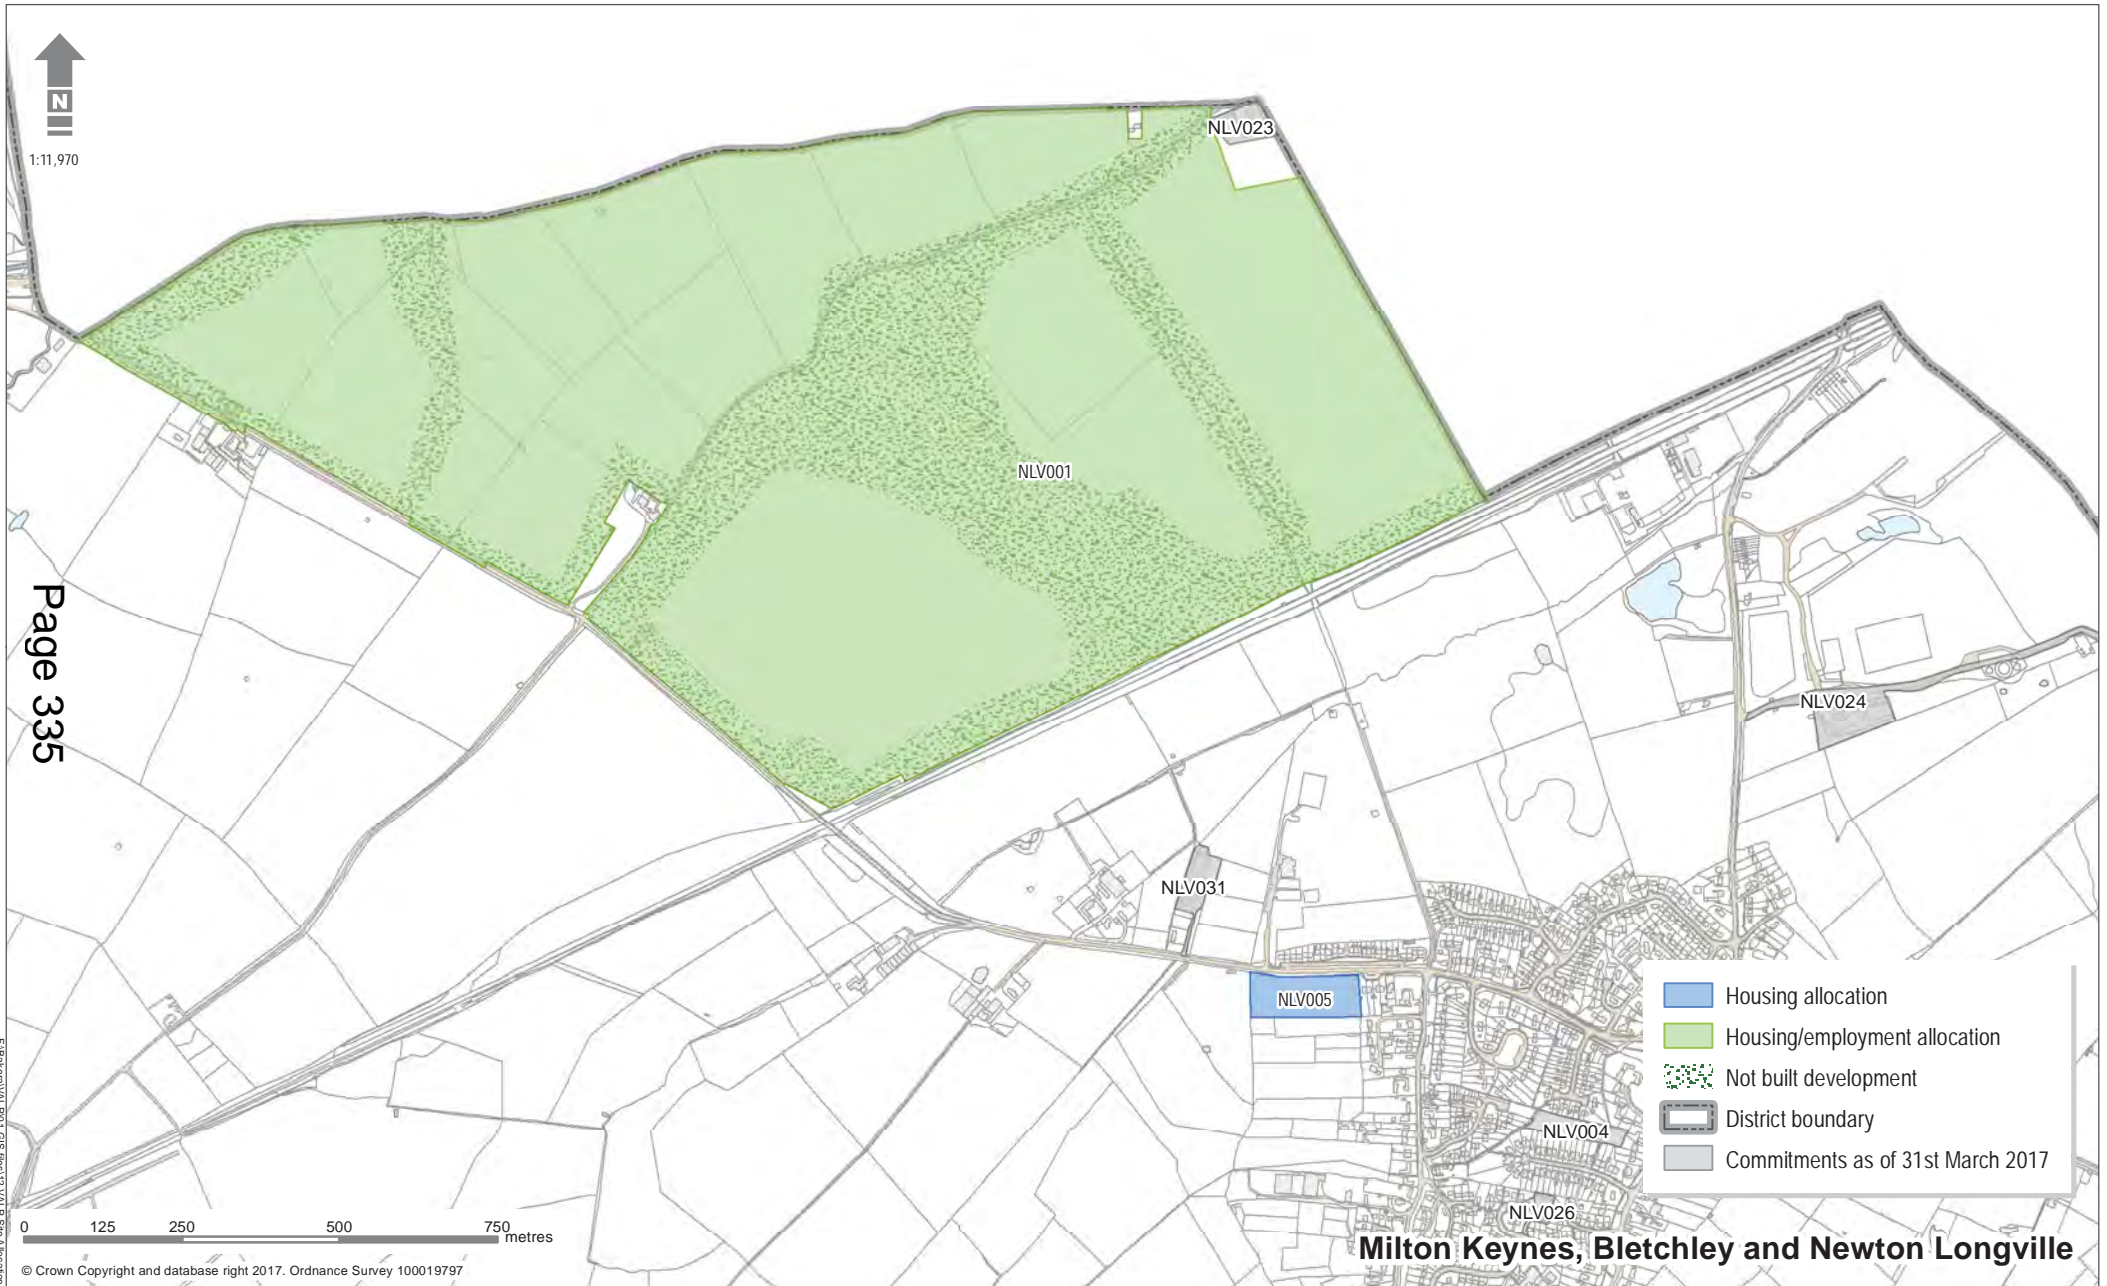 N
1:11,970
NLV023
NLV001
Page 335
NLV024
NLV031
NLV005
Housing allocation
Housing/employment allocation
Not built development
District boundary
Commitments as of 31st March 2017
NLV004
NLV026
0 125 250 500 750
metres
Milton Keynes, Bletchley and Newton Longville
© Crown Copyright and database right 2017. Ordnance Survey 100019797